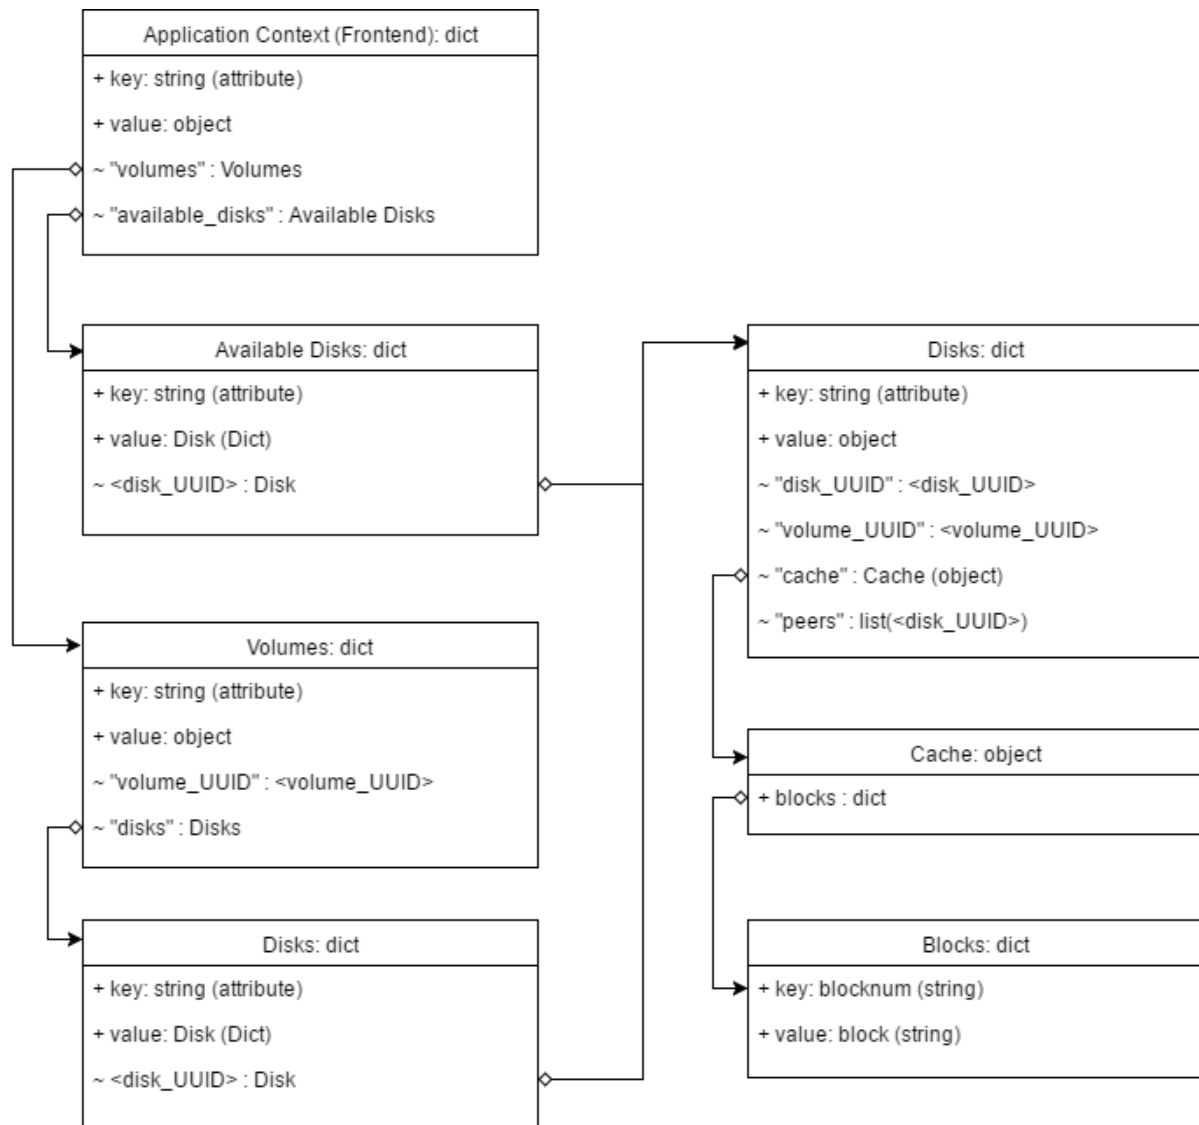 Application Context (Frontend): dict
+ key: string (attribute)
+ value: object
~ "volumes" : Volumes
~ "available_disks" : Available Disks
Available Disks: dict
+ key: string (attribute)
+ value: Disk (Dict)
~ <disk_UUID> : Disk
Volumes: dict
+ key: string (attribute)
+ value: object
~ "volume_UUID" : <volume_UUID>
~ "disks" : Disks
Disks: dict
+ key: string (attribute)
+ value: Disk (Dict)
~ <disk_UUID> : Disk
Disks: dict
+ key: string (attribute)
+ value: object
~ "disk_UUID" : <disk_UUID>
~ "volume_UUID" : <volume_UUID>
~ "cache" : Cache (object)
~ "peers" : list(<disk_UUID>)
Cache: object
+ blocks : dict
Blocks: dict
+ key: blocknum (string)
+ value: block (string)